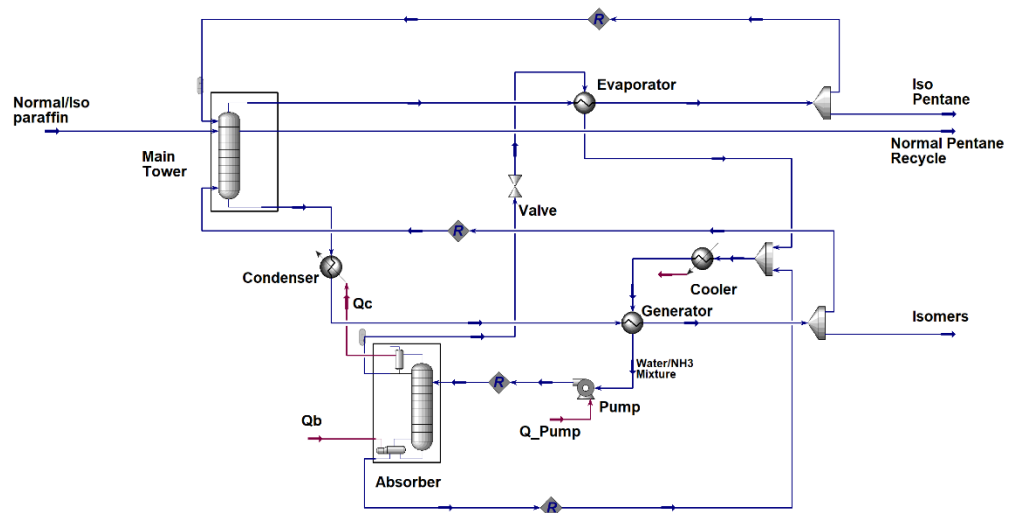 R
Evaporator
Iso
Pentane
Normal/Iso
paraffin
Normal Pentane
Recycle
Main
Tower
Valve
R
Condenser
Cooler
Qc
Generator
Isomers
Water/NH3
Mixture
R
Pump
Qb
Q_Pump
Absorber
R